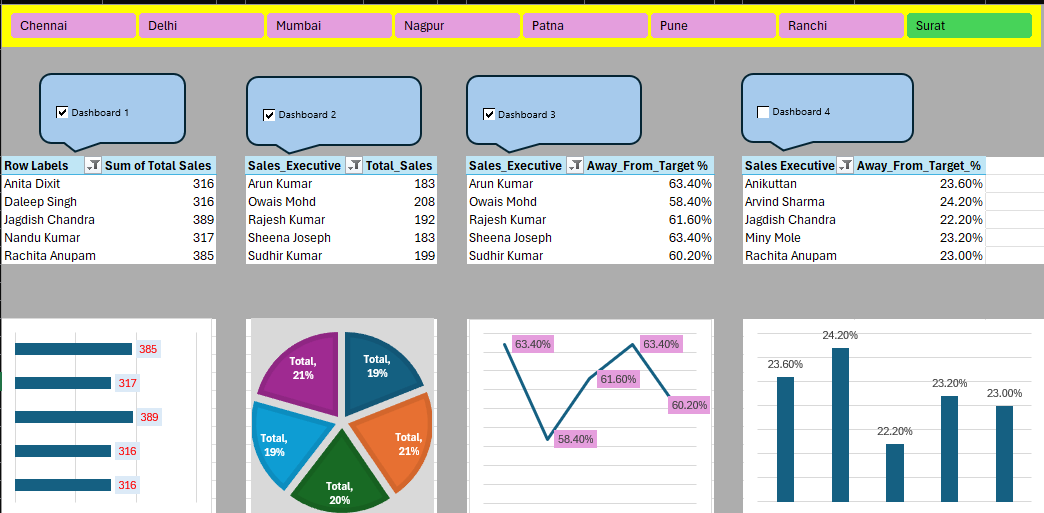 Chennai Delhi Mumbai Nagpur Patna Pune Ranchi Surat
Dashboard 1 Dashboard 2 Dashboard 3 Dashboard 4
Row Labels Sum of Total Sales
Anita Dixit 316
Daleep Singh 316
Jagdish Chandra 389
Nandu Kumar 317
Rachita Anupam 385
Sales_Executive Total_Sales
Arun Kumar 183
Owais Mohd 208
Rajesh Kumar 192
Sheena Joseph 183
Sudhir Kumar 199
Sales_Executive Away_From_Target %
Arun Kumar 63.40%
Owais Mohd 58.40%
Rajesh Kumar 61.60%
Sheena Joseph 63.40%
Sudhir Kumar 60.20%
Sales Executive Away_From_Target_%
Anikuttan 23.60%
Arvind Sharma 24.20%
Jagdish Chandra 22.20%
Miny Mole 23.20%
Rachita Anupam 23.00%
385
317
389
316
316
Total,
19%
Total,
21%
Total,
20%
Total,
19%
Total,
21%
63.40%
58.40%
61.60%
63.40%
60.20%
23.60%
24.20%
22.20%
23.20%
23.00%